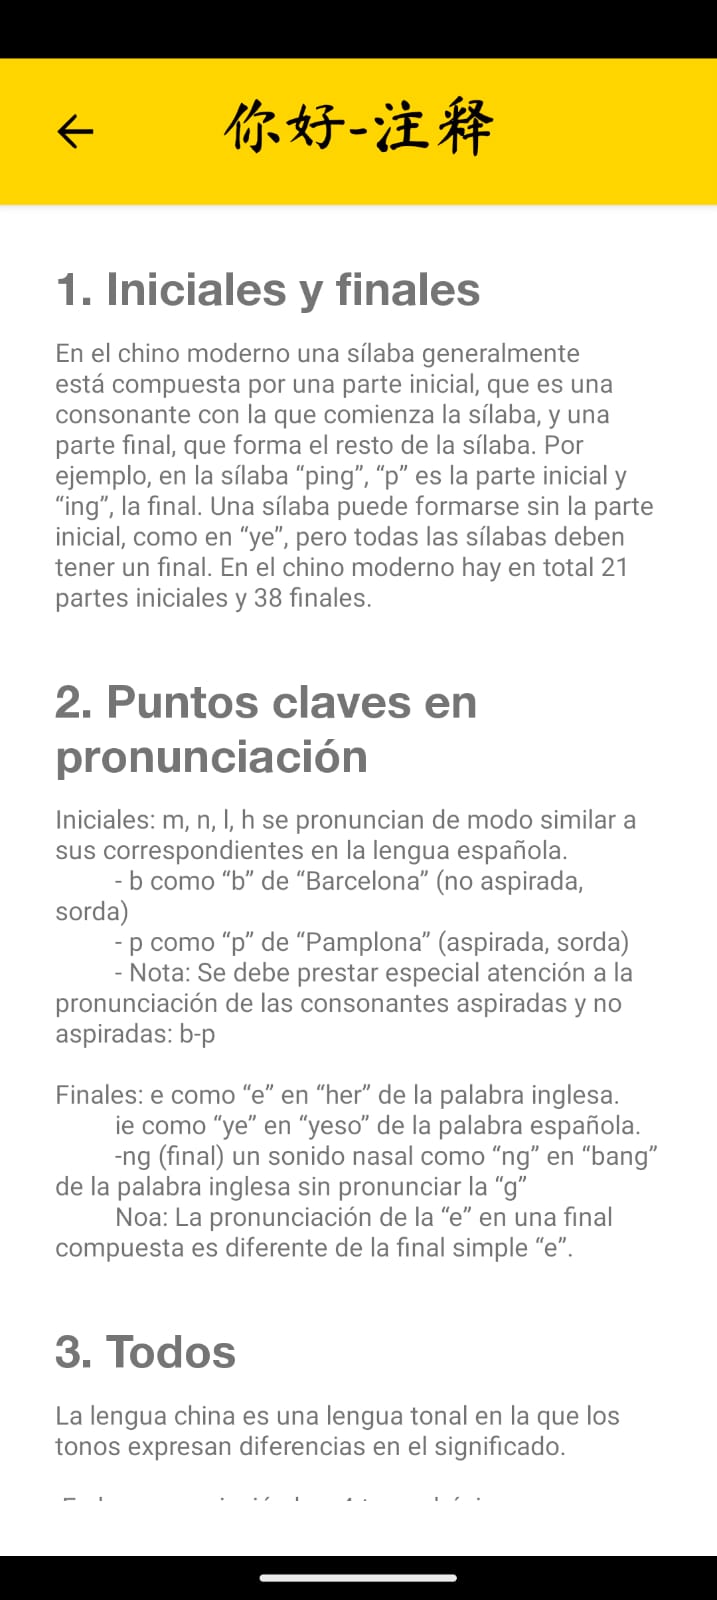 你好-注释
1. Iniciales y finales
En el chino moderno una sílaba generalmente
está compuesta por una parte inicial, que es una
consonante con la que comienza la sílaba, y una
parte final, que forma el resto de la sílaba. Por
ejemplo, en la sílaba “ping”, “p” es la parte inicial y
“ing”, la final. Una sílaba puede formarse sin la parte
inicial, como en “ye”, pero todas las sílabas deben
tener un final. En el chino moderno hay en total 21
partes iniciales y 38 finales.
2. Puntos claves en
pronunciación
Iniciales: m, n, l, h se pronuncian de modo similar a
sus correspondientes en la lengua española.
- b como “b” de “Barcelona” (no aspirada,
sorda)
- p como “p” de “Pamplona” (aspirada, sorda)
- Nota: Se debe prestar especial atención a la
pronunciación de las consonantes aspiradas y no
aspiradas: b-p
Finales: e como “e” en “her” de la palabra inglesa.
ie como “ye” en “yeso” de la palabra española.
-ng (final) un sonido nasal como “ng” en “bang”
de la palabra inglesa sin pronunciar la “g”
Noa: La pronunciación de la “e” en una final
compuesta es diferente de la final simple “e”.
3. Todos
La lengua china es una lengua tonal en la que los
tonos expresan diferencias en el significado.